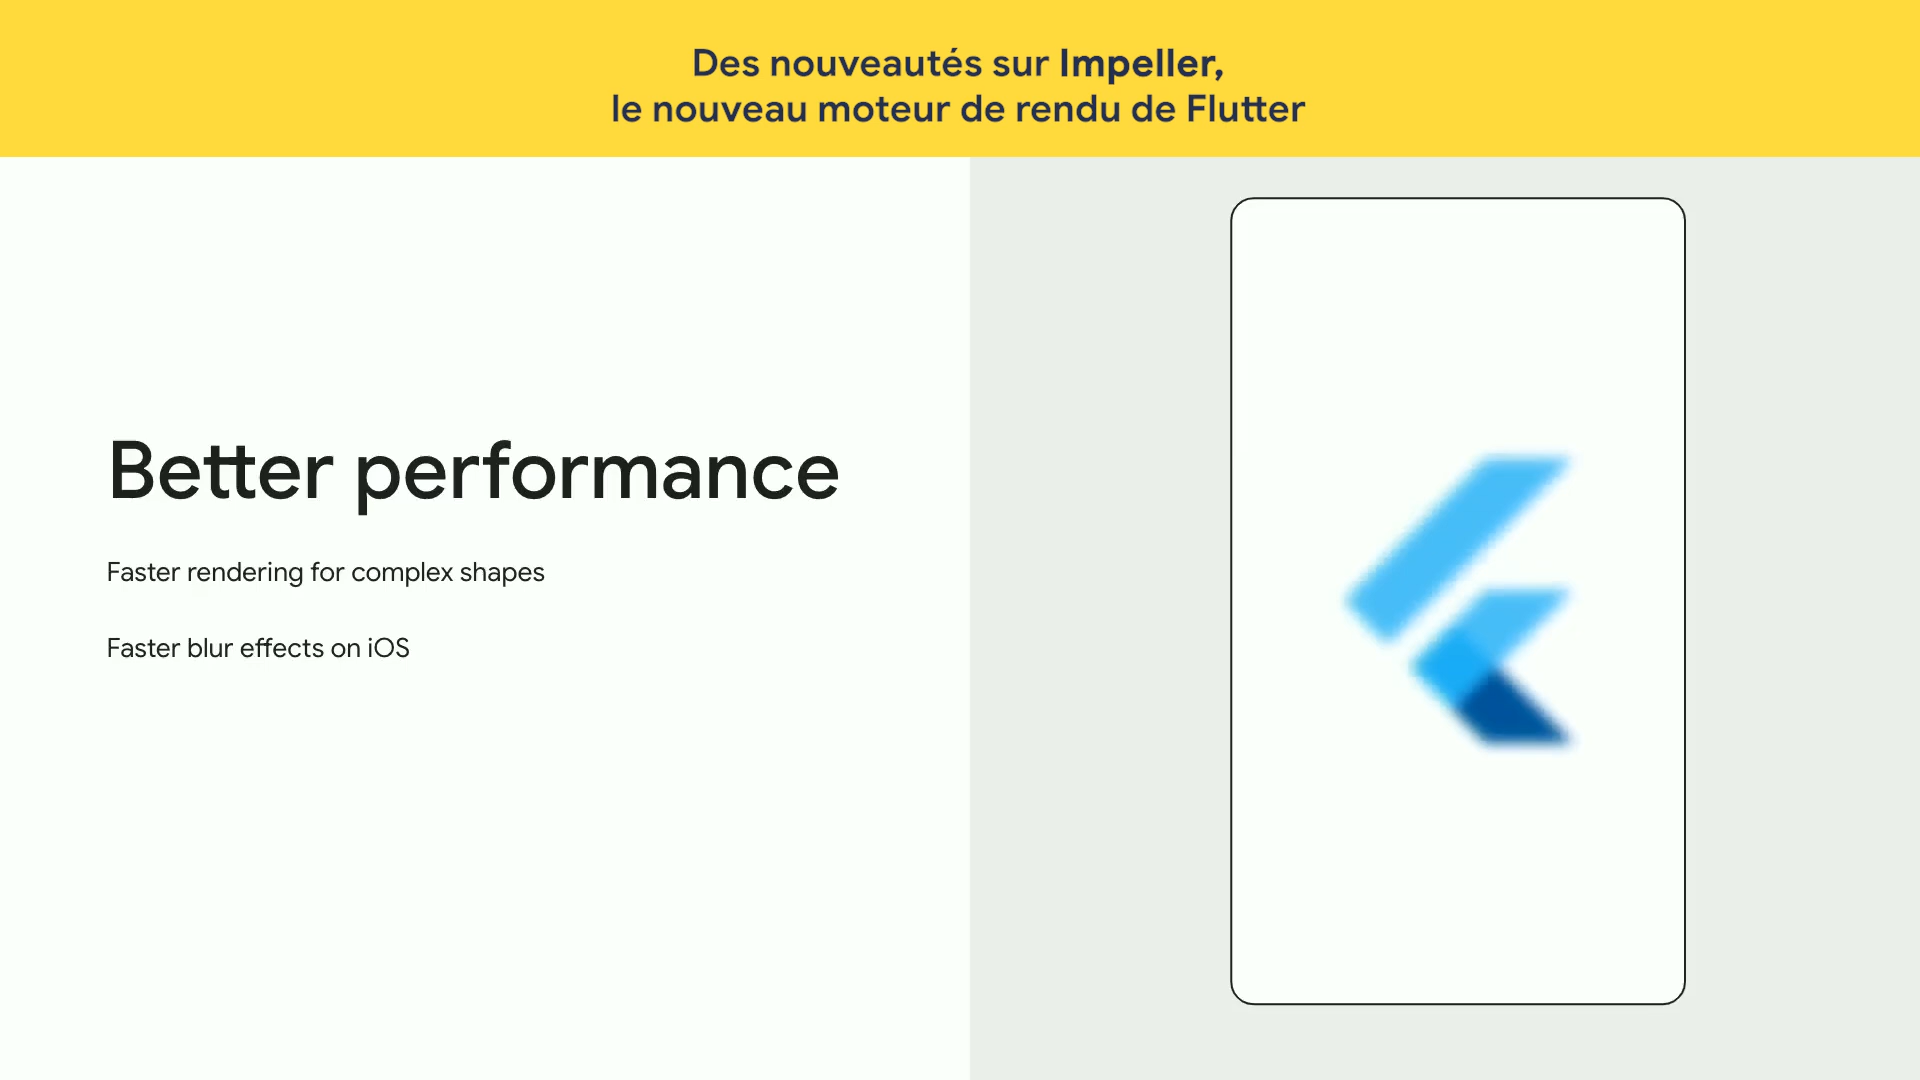 Des nouveautés sur Impeller,
le nouveau moteur de rendu de Flutter
Better performance
Faster rendering for complex shapes
Faster blur effects on iOS